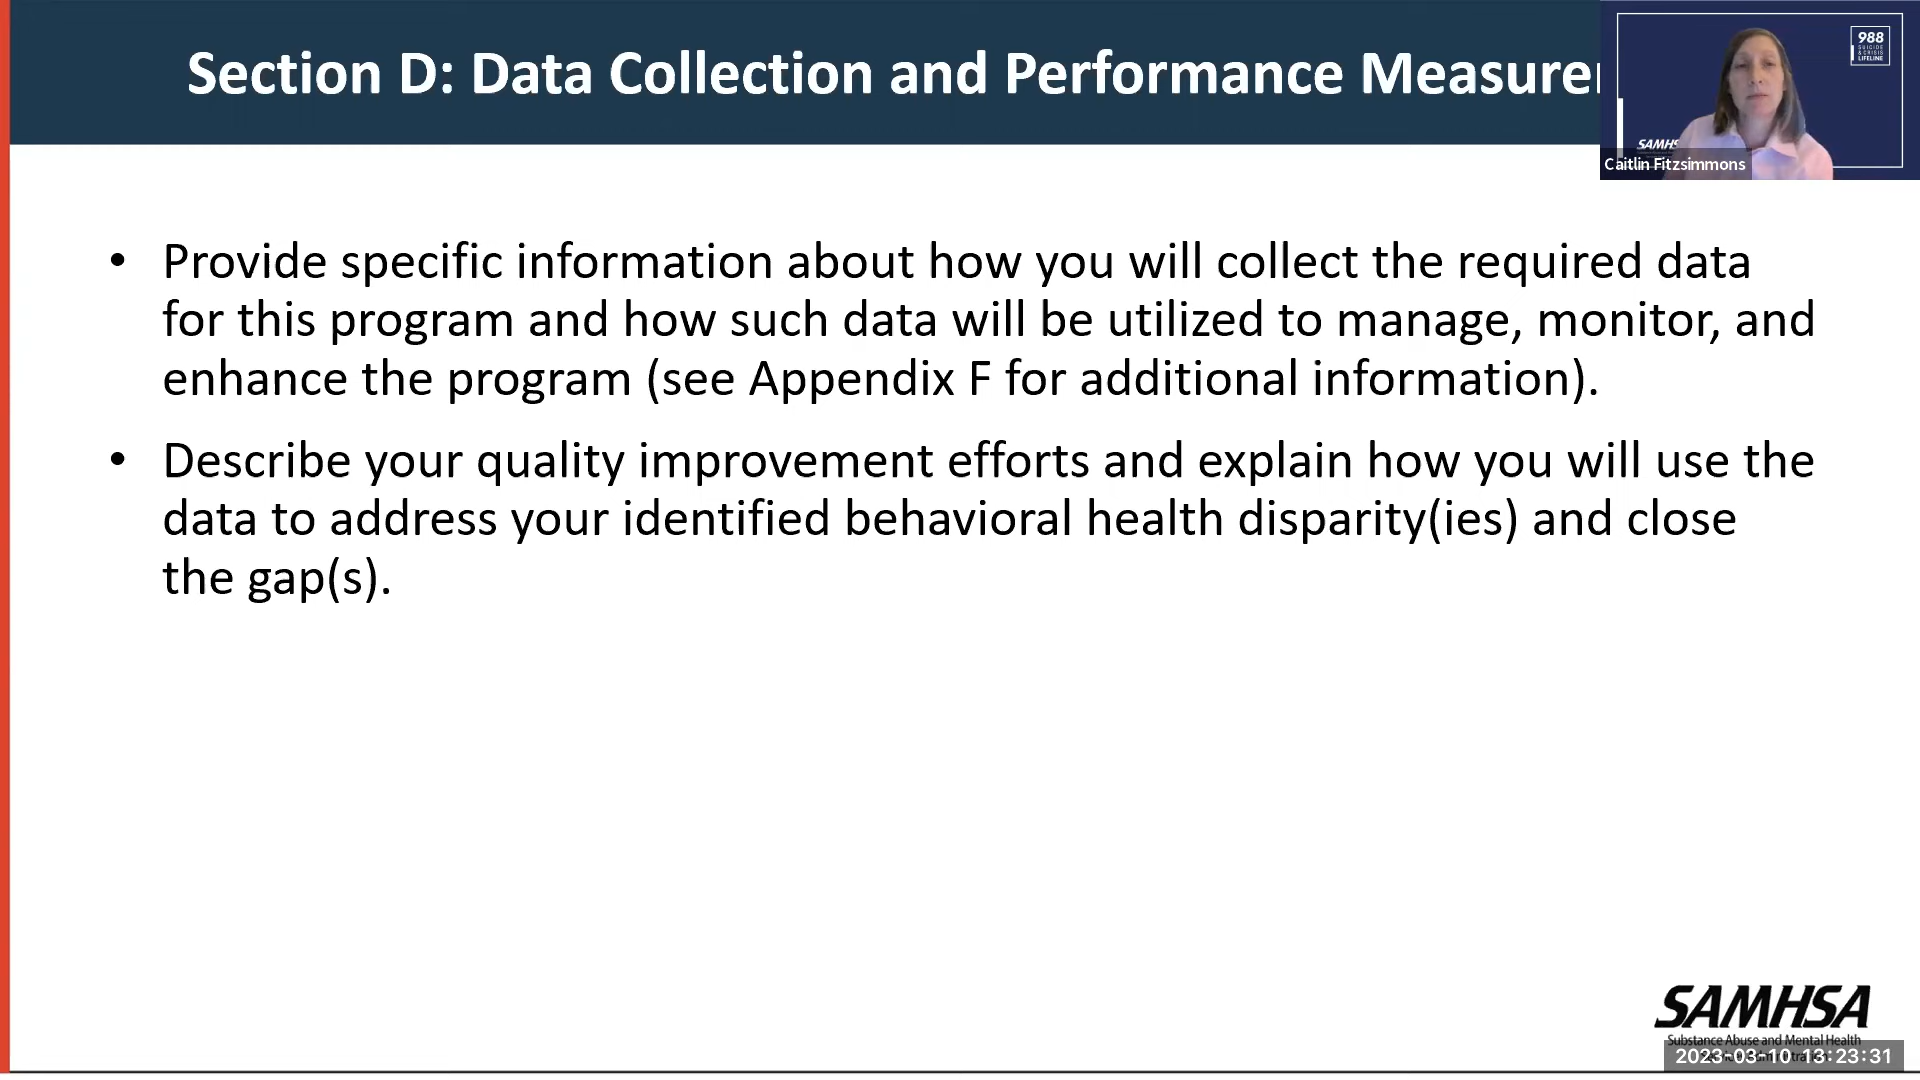 Section D: Data Collection and Performance
988
SUICIDE
& CRISIS
LIFELINE
Caitlin Fitzsimmons
• Provide specific information about how you will collect the required data
for this program and how such data will be utilized to manage, monitor, and
enhance the program (see Appendix F for additional information).
• Describe your quality improvement efforts and explain how you will use the
data to address your identified behavioral health disparity(ies) and close
the gap(s).
SAMHSA
Substance Abuse and Mental Health
2023-03-10 13:23:31